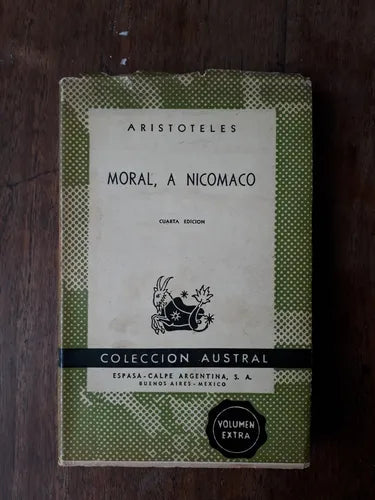 ARISTOTELES
MORAL, A NICOMACO
CUARTA EDICION
COLECCION AUSTRAL
ESPASA - CALPE ARGENTINA, S. A.
BUENOS AIRES - MEXICO
VOLUMEN
EXTRA